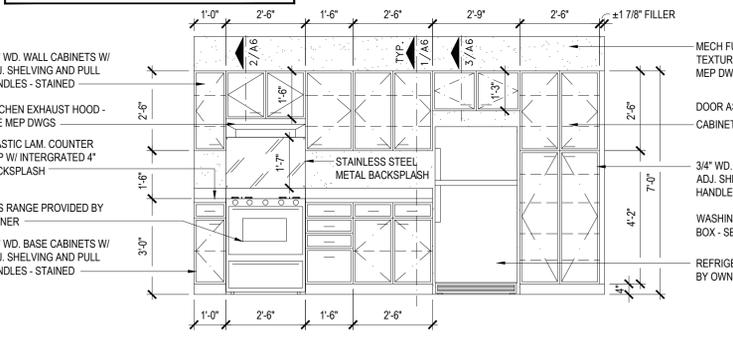 1'-0" 2'-6" 1'-6" 2'-6" 2'-9" 2'-6" ±1 7/8" FILLER
2/A6
TYP. 1/A6
3/A6
WD. WALL CABINETS W/
J. SHELVING AND PULL
NDLES - STAINED
CHEN EXHAUST HOOD -
E MEP DWGS
ASTIC LAM. COUNTER
P W/ INTERGRATED 4"
CKSPLASH
S RANGE PROVIDED BY
NER
WD. BASE CABINETS W/
J. SHELVING AND PULL
NDLES - STAINED
2'-6"
1'-6"
3'-0"
1'-6"
1'-7"
1'-3"
STAINLESS STEEL
METAL BACKSPLASH
2'-6"
4'-2"
4"
7'-0"
MECH FU
TEXTUR
MEP DW
DOOR A
CABINET
3/4" WD.
ADJ. SHE
HANDLE
WASHIN
BOX - SE
REFRIGE
BY OWN
1'-0" 2'-6" 1'-6" 2'-6"